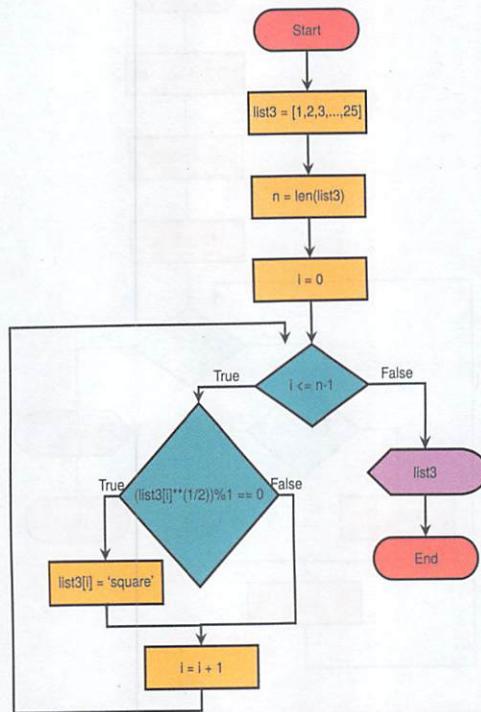 Start
list3 = [1,2,3,...,25]
n = len(list3)
i = 0
i <= n-1
True
False
(list3[i]**(1/2))%1 == 0
True
False
list3[i] = ‘square’
i = i + 1
list3
End